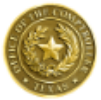 OFFICE OF THE COMPTROLLER
TEXAS